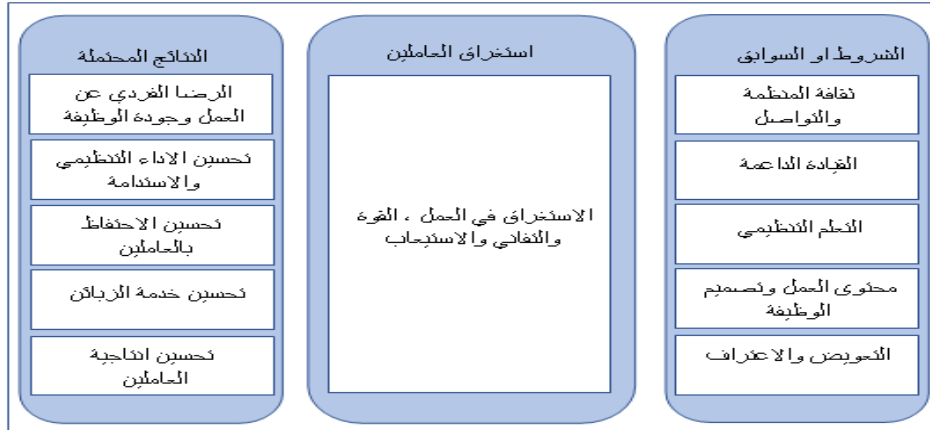 الشروط او السوابق
ثقافة المنظمة
والتواصل
القيادة الداعمة
التعلم التنظيمي
محتوى العمل وتصميم
الوظيفة
التعويض والاعتراف
استغراق العاملين
الاستغراق في العمل ، القوة
والتفاني والاستيعاب
النتائج المحتملة
الرضا الفردي عن
العمل وجودة الوظيفة
تحسين الاداء التنظيمي
والاستدامة
تحسين الاحتفاظ
بالعاملين
تحسين خدمة الزبائن
تحسين انتاجية
العاملين